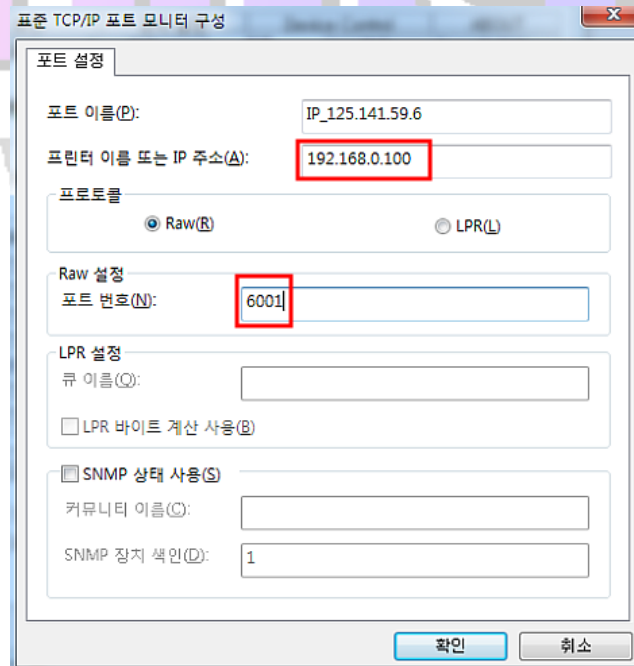 표준 TCP/IP 포트 모니터 구성
포트 설정
포트 이름(P): IP_125.141.59.6
프린터 이름 또는 IP 주소(A): 192.168.0.100
프로토콜
Raw(R) LPR(L)
Raw 설정
포트 번호(N): 6001
LPR 설정
큐 이름(Q):
LPR 바이트 계산 사용(B)
SNMP 상태 사용(S)
커뮤니티 이름(C):
SNMP 장치 색인(D): 1
확인 취소